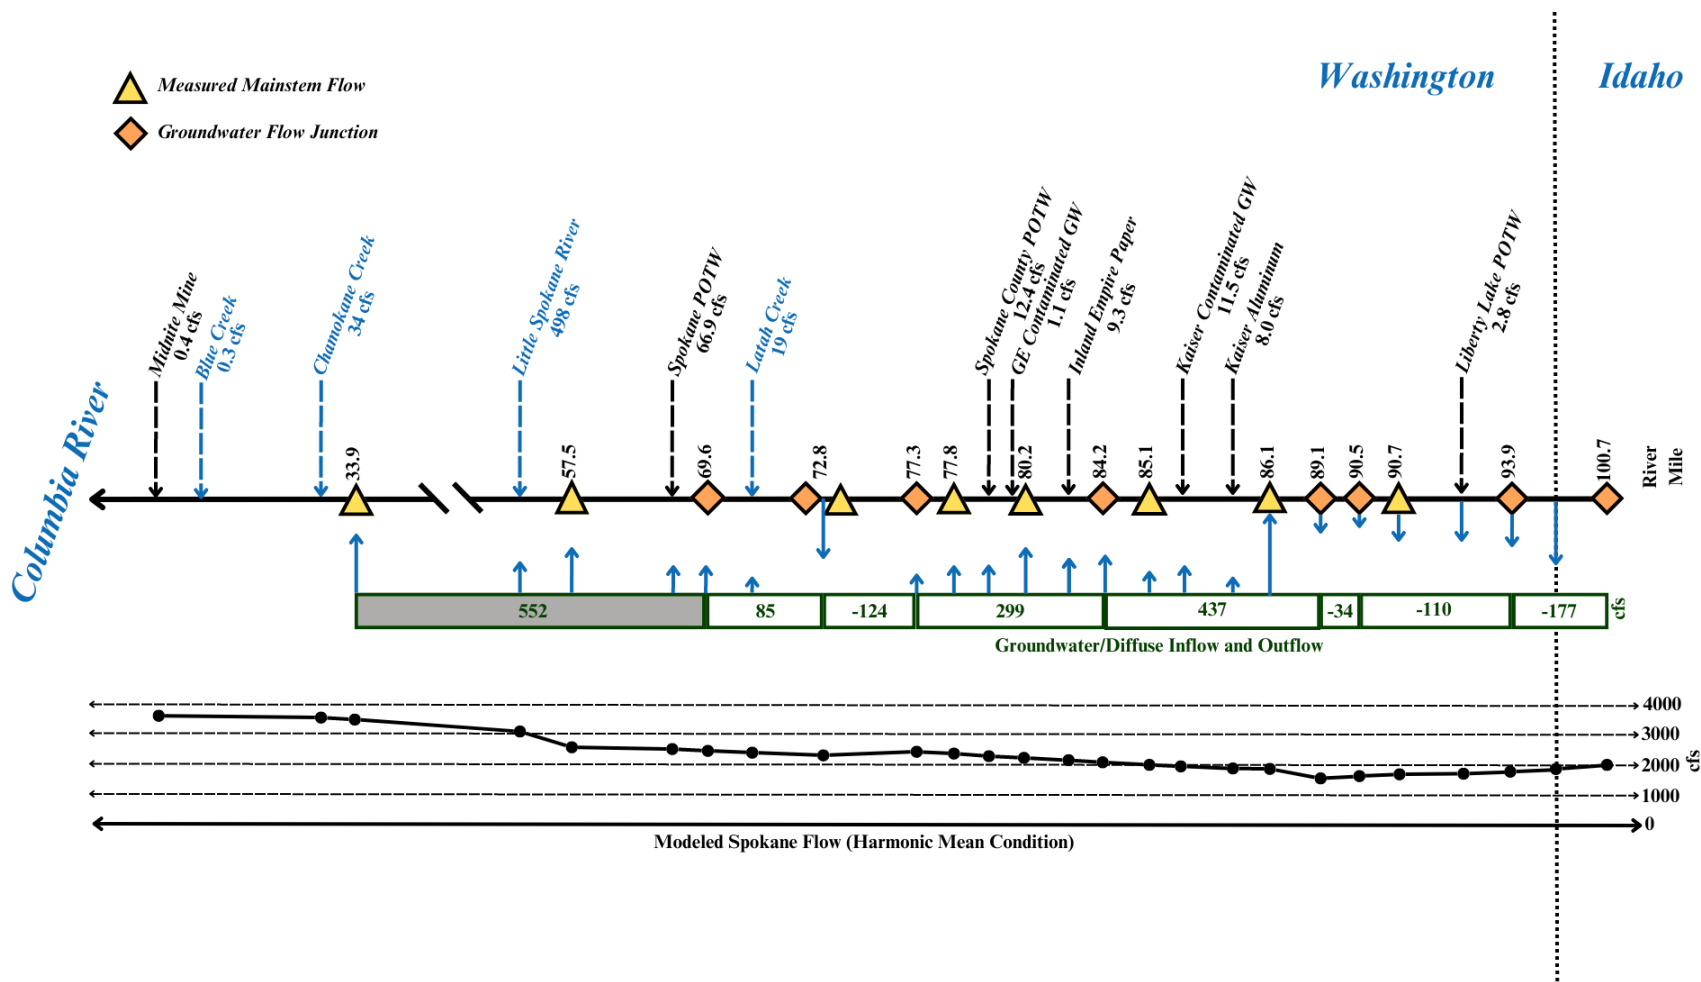 Washington
Idaho
Measured Mainstem Flow
Groundwater Flow Junction
Columbia River
Midnite Mine
0.4 cfs
Blue Creek
0.3 cfs
Chamokane Creek
34 cfs
Little Spokane River
498 cfs
Spokane POTW
66.9 cfs
Latah Creek
19 cfs
Spokane County POTW
12.4 cfs
GE Contaminated GW
1.1 cfs
Inland Empire Paper
9.3 cfs
Kaiser Contaminated GW
11.5 cfs
Kaiser Aluminum
8.0 cfs
Liberty Lake POTW
2.8 cfs
33.9
57.5
69.6
72.8
77.3
77.8
80.2
84.2
85.1
86.1
89.1
90.5
90.7
93.9
100.7
River
Mile
552
85
-124
299
437
-34
-110
-177
cfs
Groundwater/Diffuse Inflow and Outflow
4000
3000
2000
1000
0
cfs
Modeled Spokane Flow (Harmonic Mean Condition)